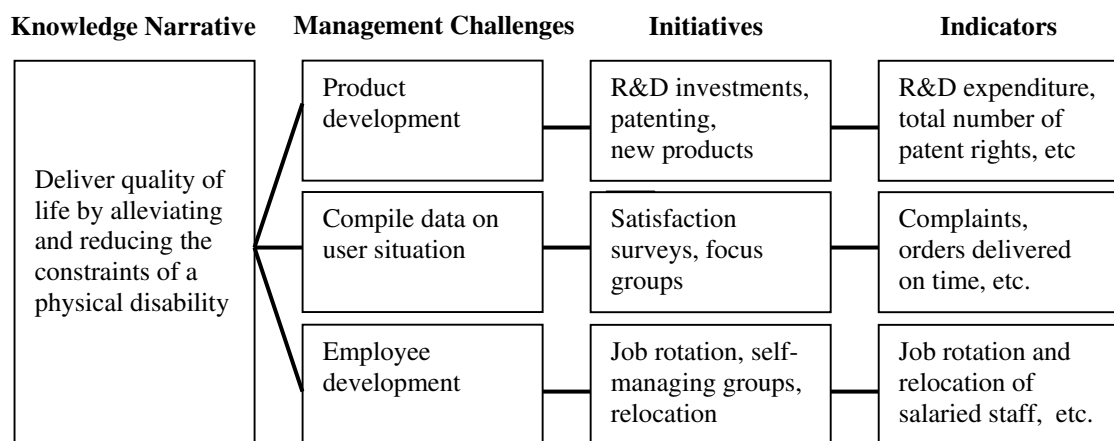 Knowledge Narrative
Management Challenges
Initiatives
Indicators
Deliver quality of
life by alleviating
and reducing the
constraints of a
physical disability
Product
development
R&D investments,
patenting,
new products
R&D expenditure,
total number of
patent rights, etc
Compile data on
user situation
Satisfaction
surveys, focus
groups
Complaints,
orders delivered
on time, etc.
Employee
development
Job rotation, self-
managing groups,
relocation
Job rotation and
relocation of
salaried staff, etc.